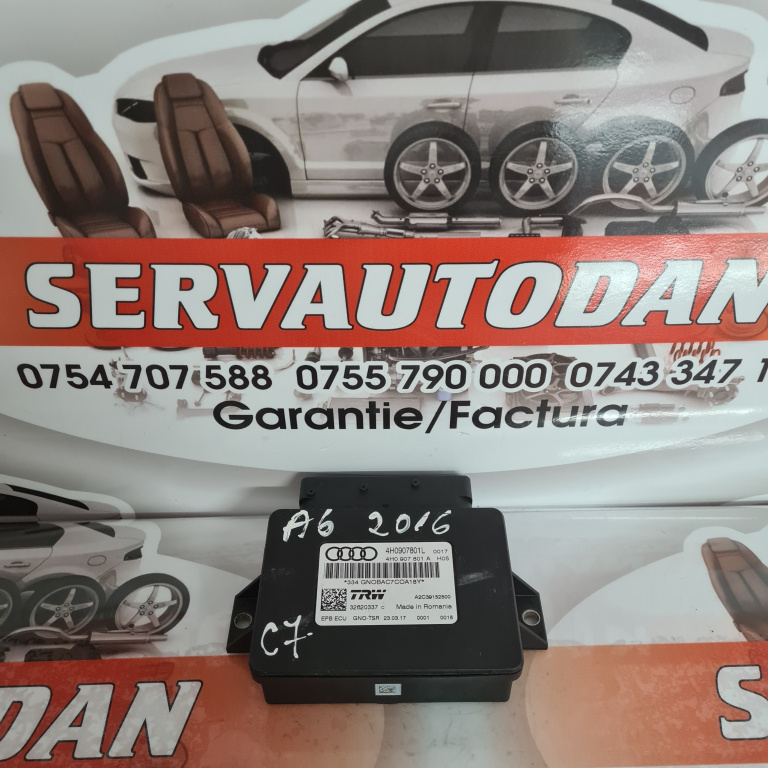 SERVAUTODAN
0754 707 588 0755 790 000 0743 347 1
Garantie/Factura
A6 2016
4H0907801L 0017
4H0 907 801 A H05
*334 GNOBAC7COA18Y*
TRW A2C39152500
32620337 c Made in Romania
EPB ECU GNO-TSR 23.03.17 0001 0016
C7
DAN
S